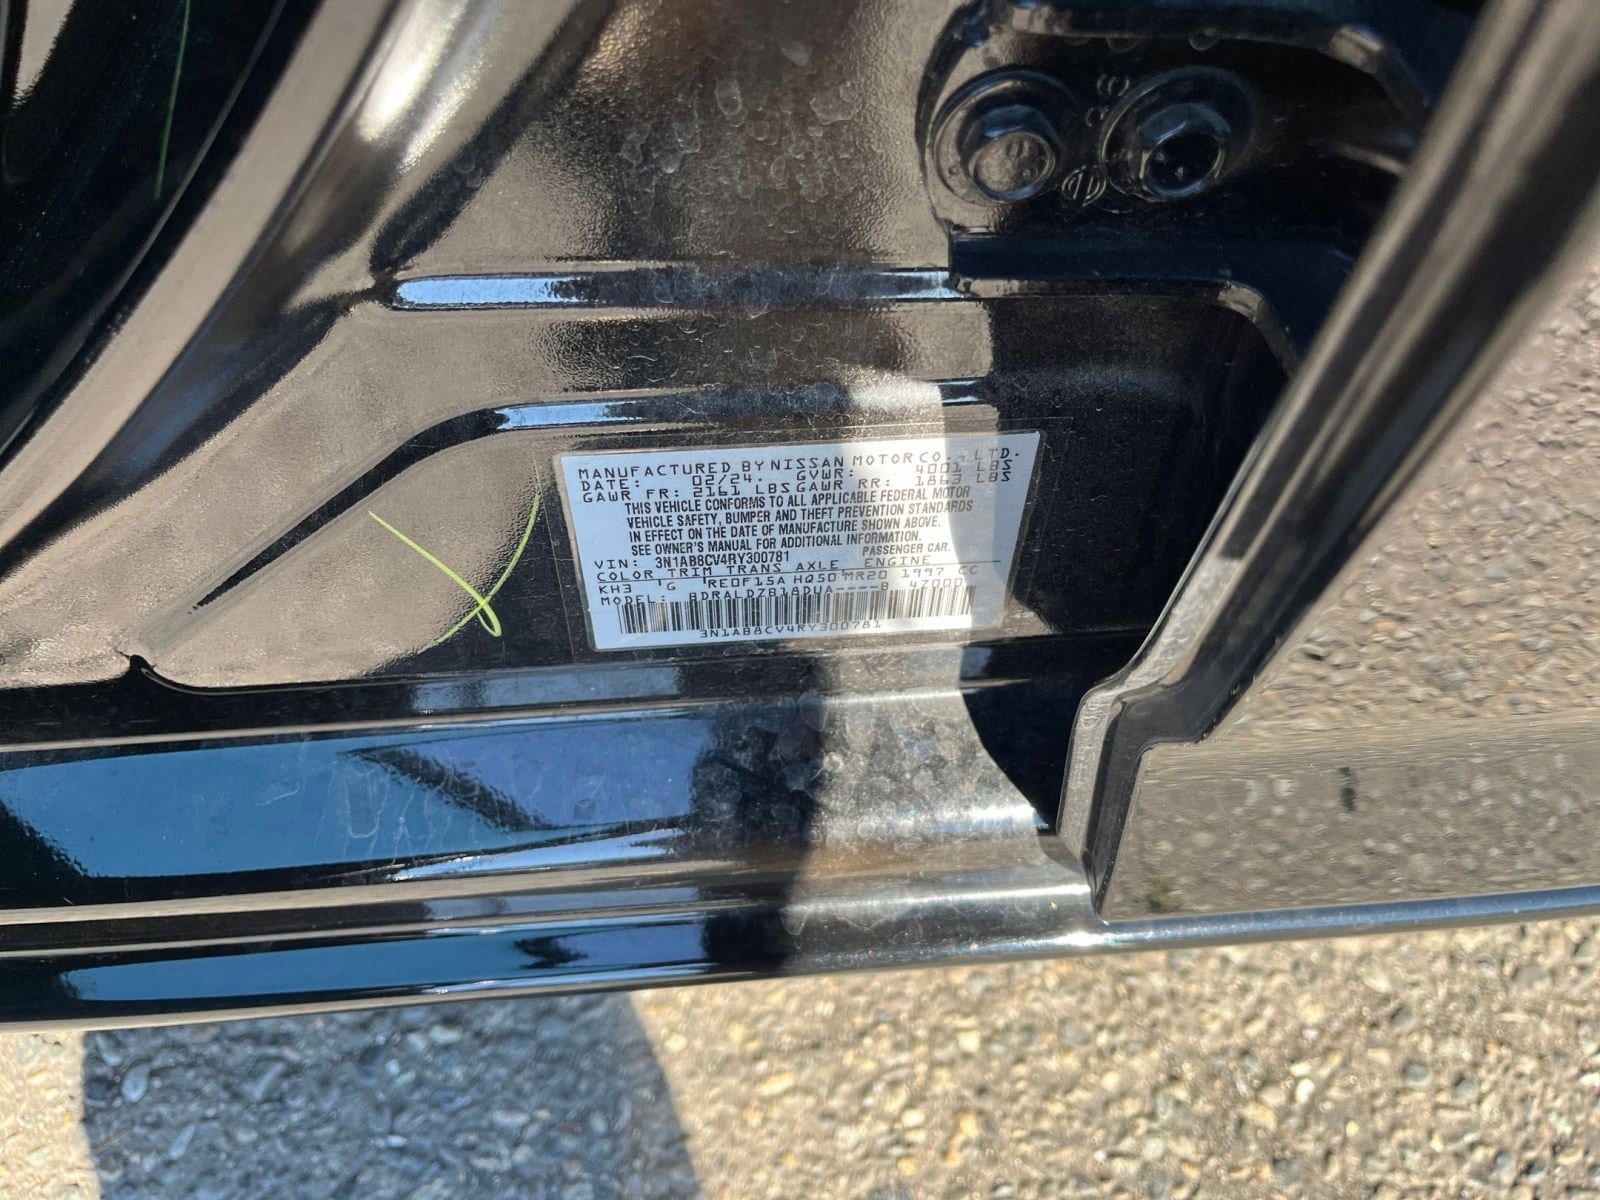 MANUFACTURED BY NISSAN MOTOR CO., LTD.
DATE: 02/24. GVWR: 4001 LBS
GAWR FR: 2161 LBS GAWR RR: 1863 LBS
THIS VEHICLE CONFORMS TO ALL APPLICABLE FEDERAL MOTOR
VEHICLE SAFETY, BUMPER AND THEFT PREVENTION STANDARDS
IN EFFECT ON THE DATE OF MANUFACTURE SHOWN ABOVE.
SEE OWNER'S MANUAL FOR ADDITIONAL INFORMATION.
VIN: 3N1AB8CV4RY300781 PASSENGER CAR.
COLOR TRIM TRANS AXLE ENGINE
KH3 G RE0F15A HQ50 MR20 1997 CC
MODEL: BDRALDZB18DUA----B 47000
3N1AB8CV4RY300781